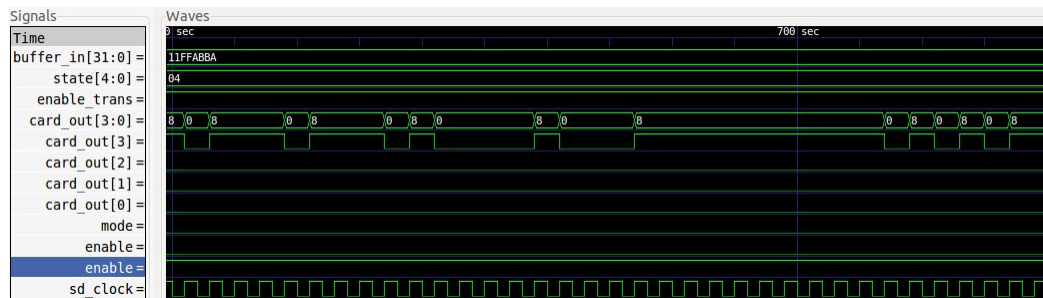 Signals
Waves
Time
0 sec
700 sec
buffer_in[31:0] =
11FFABBA
state[4:0] =
04
enable_trans =
card_out[3:0] =
8 0 8 0 8 0 8 0 8 0 8 0 8 0 8 0 8
card_out[3] =
card_out[2] =
card_out[1] =
card_out[0] =
mode =
enable =
enable =
sd_clock =